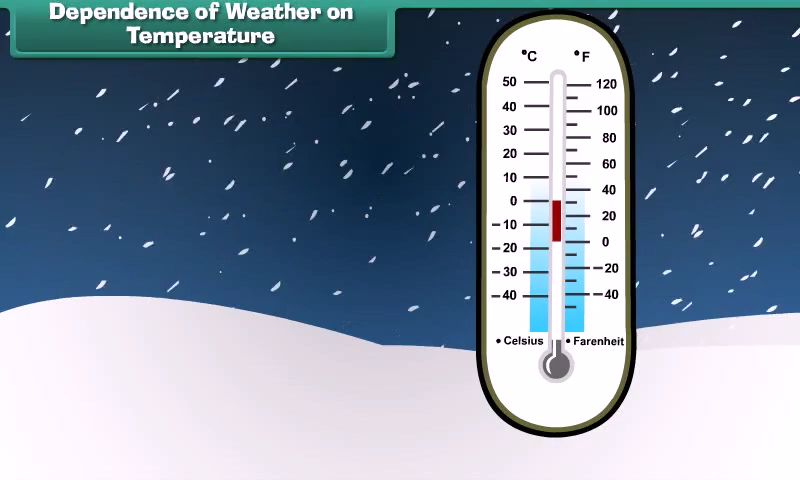 Dependence of Weather on
Temperature
°C °F
50 120
40 100
30 80
20 60
10 40
0 20
-10 0
-20 -20
-30 -40
-40
• Celsius • Farenheit